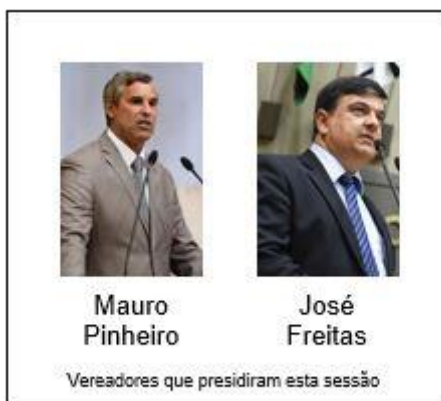 Mauro
Pinheiro
José
Freitas
Vereadores que presidiram esta sessão